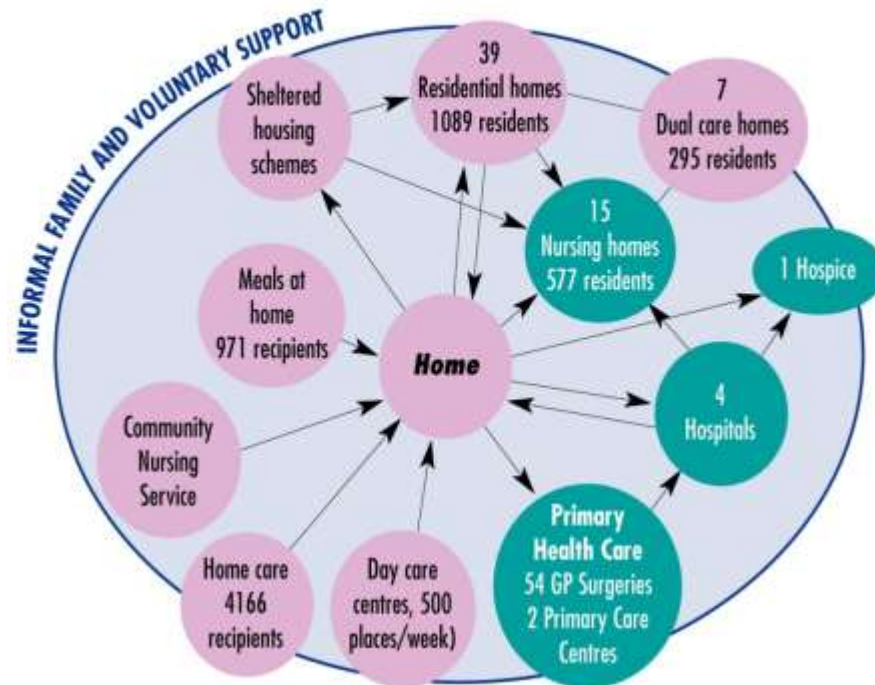 INFORMAL FAMILY AND VOLUNTARY SUPPORT
Sheltered
housing
schemes
39
Residential homes
1089 residents
7
Dual care homes
295 residents
15
Nursing homes
577 residents
1 Hospice
Meals at
home
971 recipients
Home
4
Hospitals
Community
Nursing
Service
Home care
4166
recipients
Day care
centres, 500
places/week)
Primary
Health Care
54 GP Surgeries
2 Primary Care
Centres